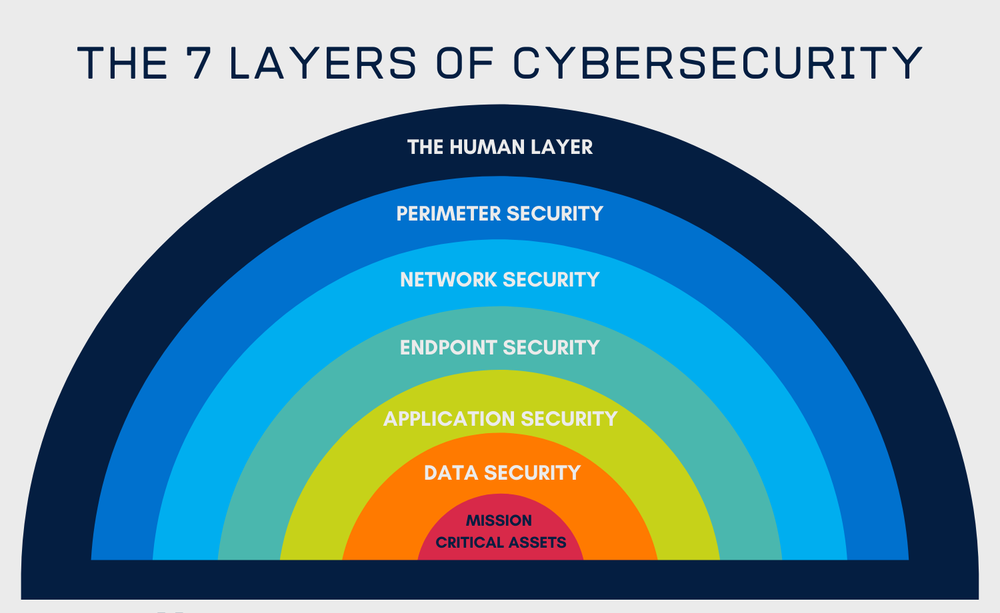 THE 7 LAYERS OF CYBERSECURITY
THE HUMAN LAYER
PERIMETER SECURITY
NETWORK SECURITY
ENDPOINT SECURITY
APPLICATION SECURITY
DATA SECURITY
MISSION
CRITICAL ASSETS